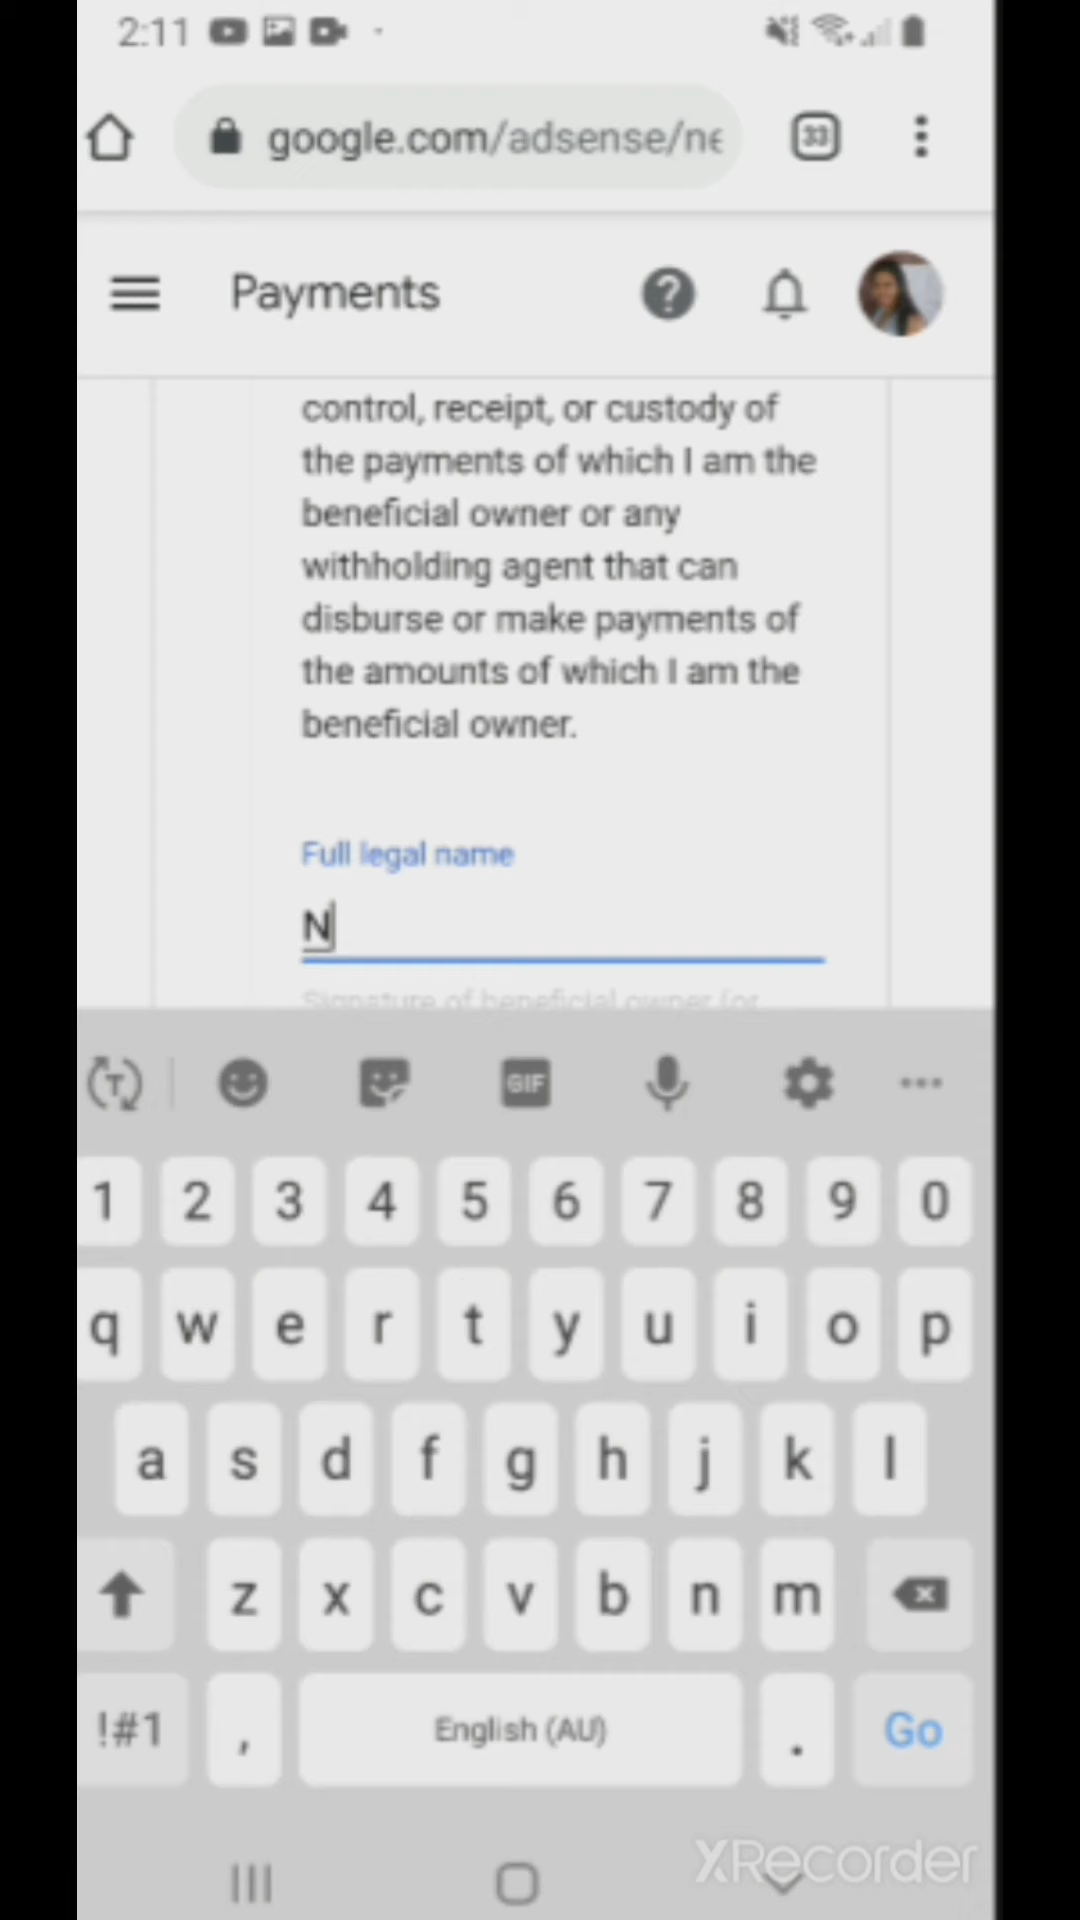 2:11
google.com/adsense/ne
33
Payments
control, receipt, or custody of
the payments of which I am the
beneficial owner or any
withholding agent that can
disburse or make payments of
the amounts of which I am the
beneficial owner.
Full legal name
N
Signature of beneficial owner (or
T
GIF
1 2 3 4 5 6 7 8 9 0
q w e r t y u i o p
a s d f g h j k l
z x c v b n m
!#1 , English (AU) . Go
XRecorder